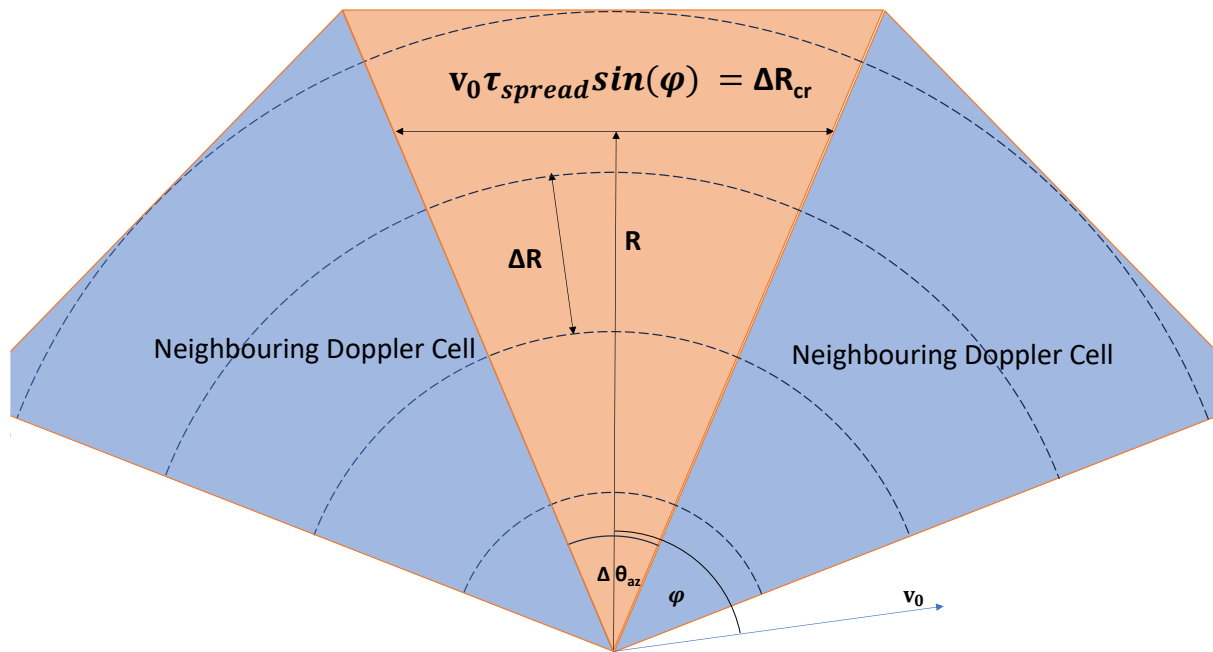 v₀τ_spread sin(φ) = ΔR_cr
R
ΔR
Neighbouring Doppler Cell
Neighbouring Doppler Cell
Δ θ_az
φ
v₀